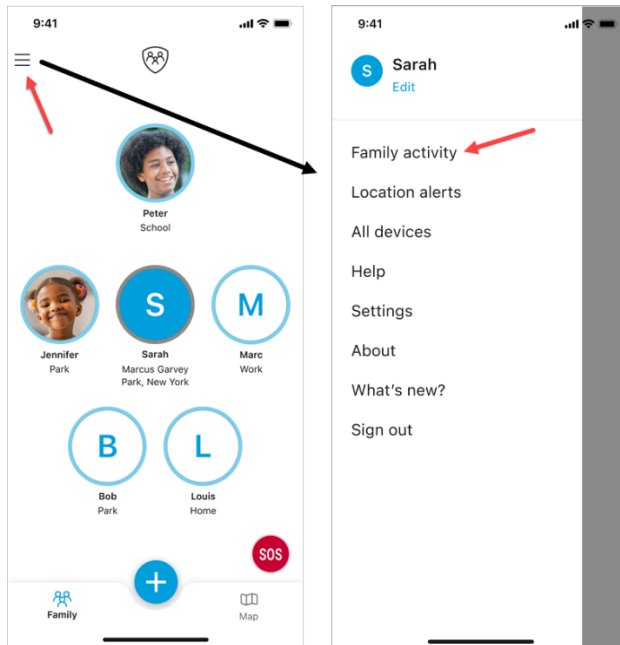 9:41
Peter
School
S
M
Jennifer
Park
Sarah
Marcus Garvey
Park, New York
Marc
Work
B
L
Bob
Park
Louis
Home
SOS
Family
Map
9:41
S
Sarah
Edit
Family activity
Location alerts
All devices
Help
Settings
About
What's new?
Sign out